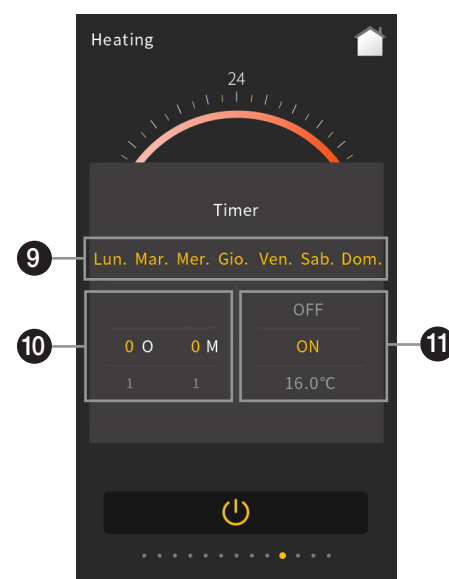 Heating
24
Timer
9
Lun. Mar. Mer. Gio. Ven. Sab. Dom.
OFF
10
0 O 0 M
ON
11
1 1
16.0°C